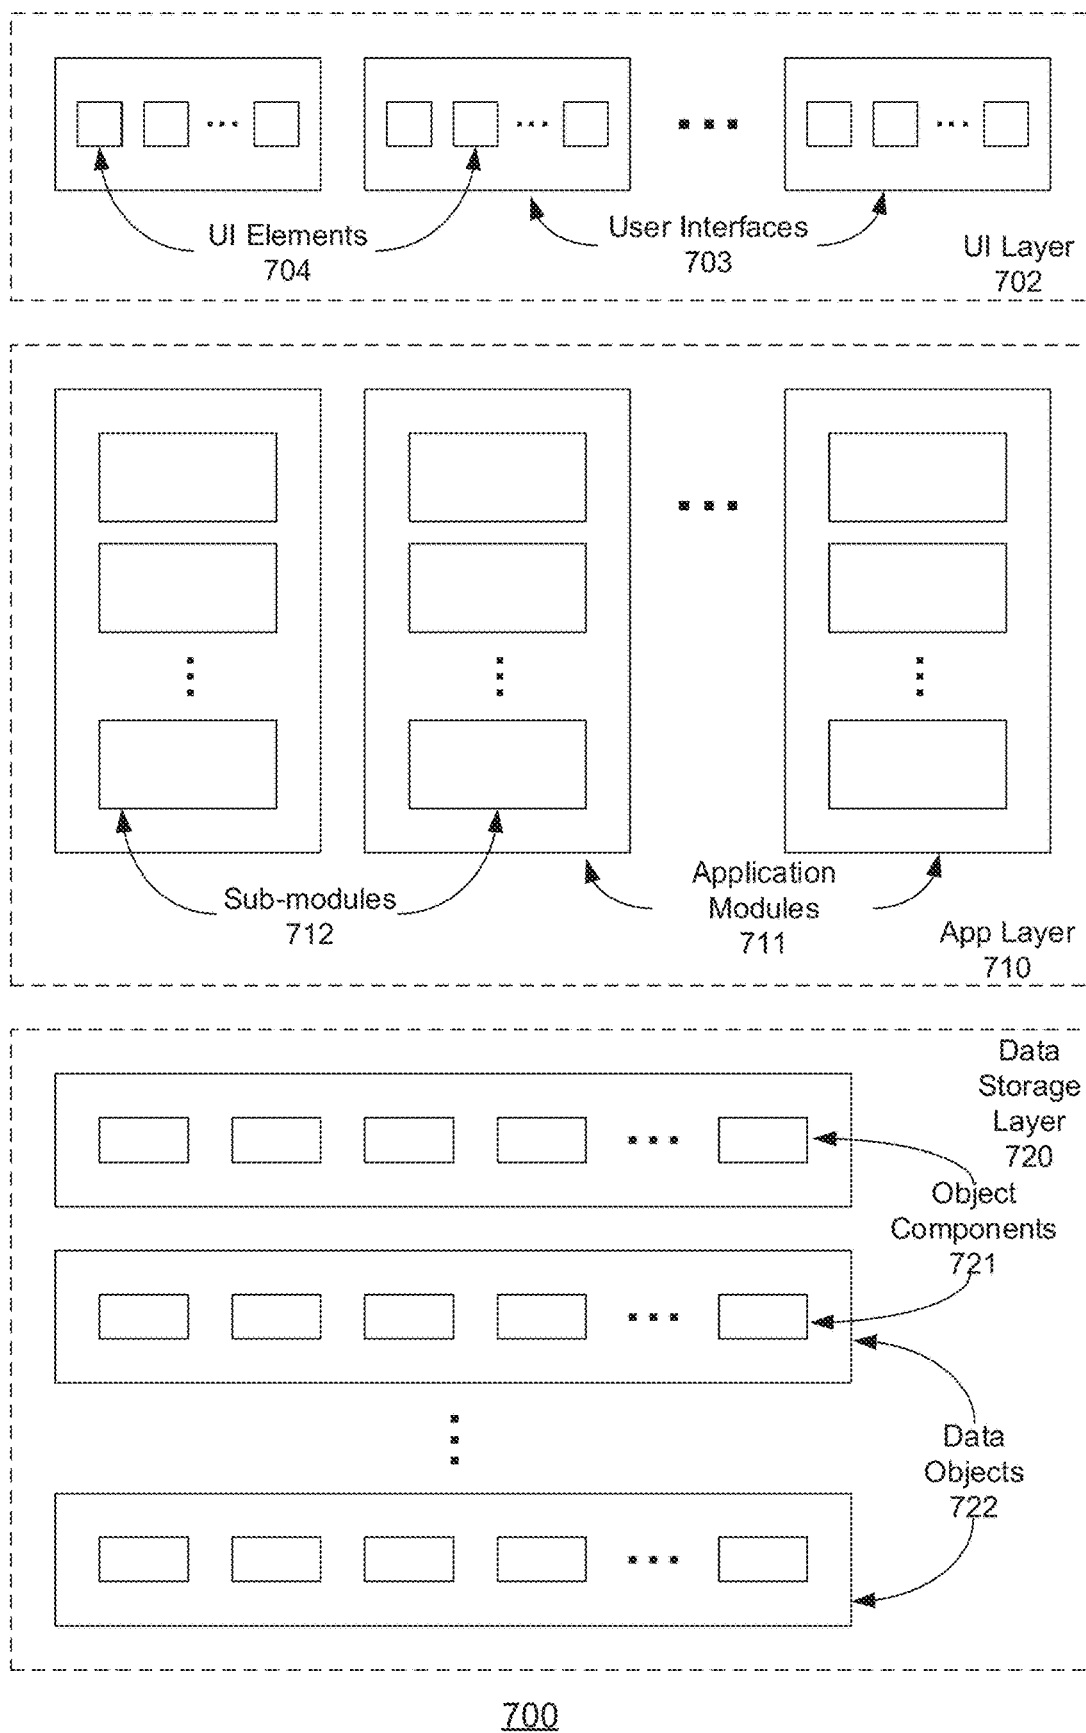 UI Elements
704
User Interfaces
703
UI Layer
702
Sub-modules
712
Application
Modules
711
App Layer
710
Data
Storage
Layer
720
Object
Components
721
Data
Objects
722
700